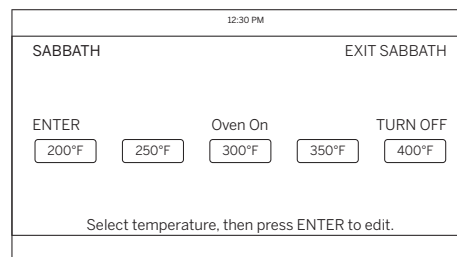 12:30 PM
SABBATH EXIT SABBATH
ENTER Oven On TURN OFF
200°F 250°F 300°F 350°F 400°F
Select temperature, then press ENTER to edit.